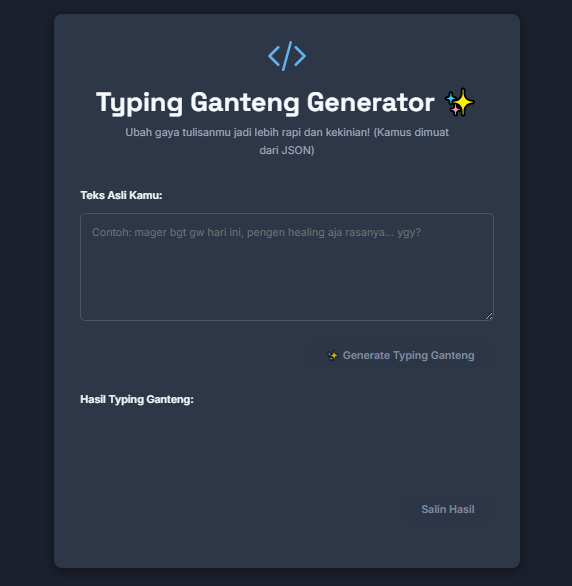 </>
Typing Ganteng Generator ✨
Ubah gaya tulisanmu jadi lebih rapi dan kekinian! (Kamus dimuat
dari JSON)
Teks Asli Kamu:
Contoh: mager bgt gw hari ini, pengen healing aja rasanya... ygy?
✨ Generate Typing Ganteng
Hasil Typing Ganteng:
Salin Hasil